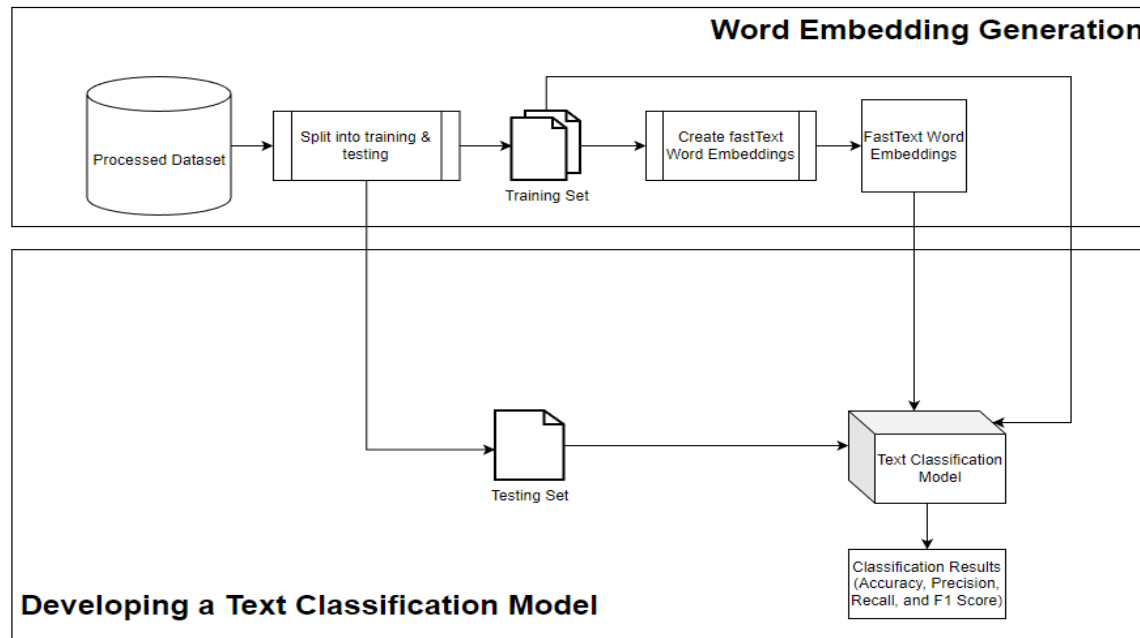 Word Embedding Generation
Processed Dataset
Split into training &
testing
Training Set
Create fastText
Word Embeddings
FastText Word
Embeddings
Testing Set
Text Classification
Model
Classification Results
(Accuracy, Precision,
Recall, and F1 Score)
Developing a Text Classification Model